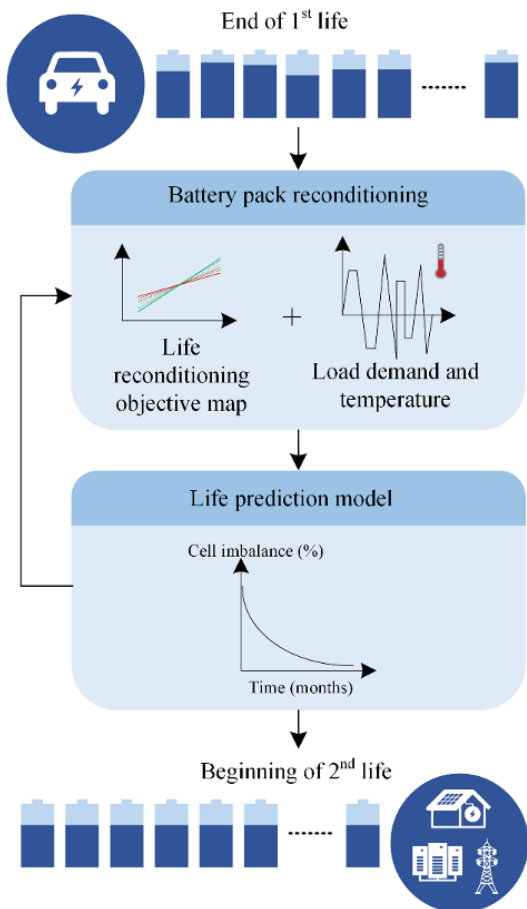 End of 1st life
Battery pack reconditioning
Life
reconditioning
objective map
+
Load demand and
temperature
Life prediction model
Cell imbalance (%)
Time (months)
Beginning of 2nd life